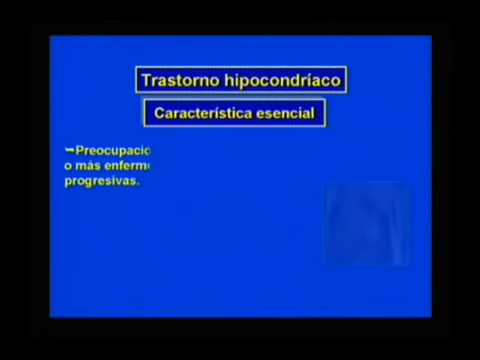 Trastorno hipocondríaco
Característica esencial
➥Preocupació
o más enferme
progresivas.